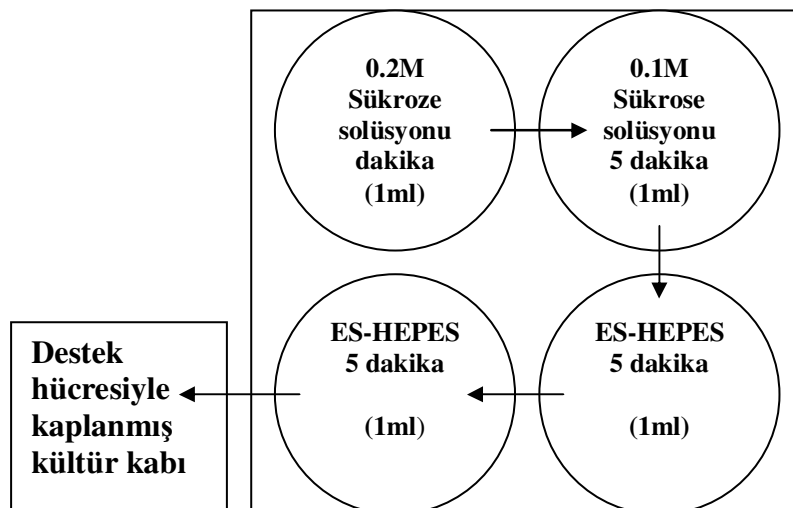 0.2M
Sükroze
solüsyonu
dakika
(1ml)
0.1M
Sükrose
solüsyonu
5 dakika
(1ml)
ES-HEPES
5 dakika
(1ml)
ES-HEPES
5 dakika
(1ml)
Destek
hücresiyle
kaplanmış
kültür kabı